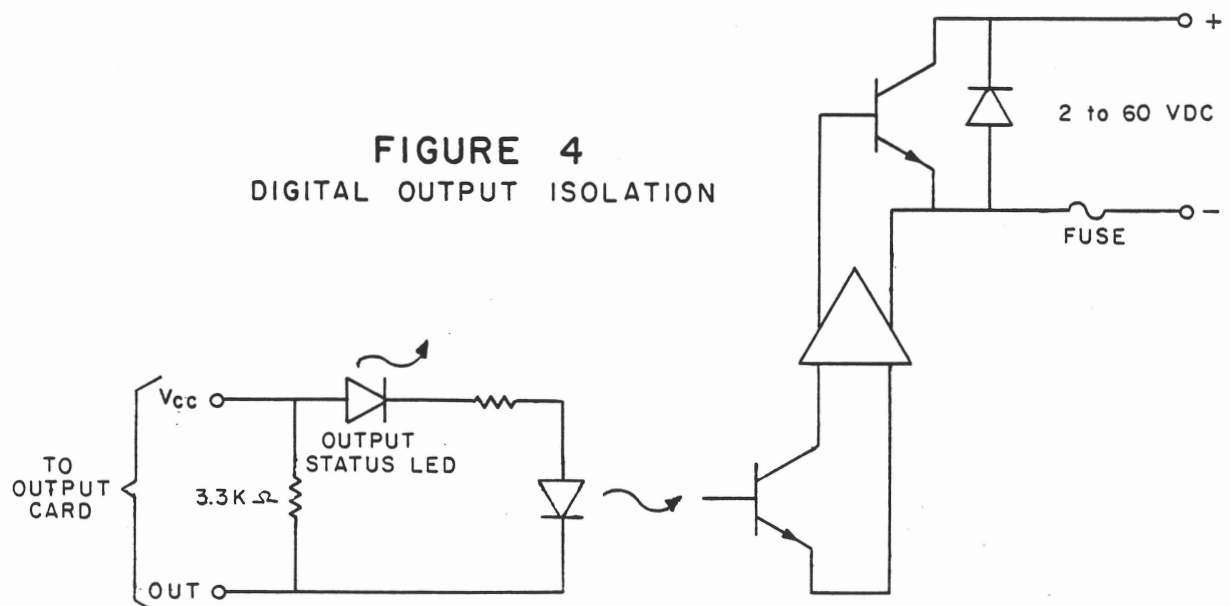 FIGURE 4
DIGITAL OUTPUT ISOLATION
+
2 to 60 VDC
-
FUSE
VCC
OUTPUT
STATUS LED
TO
OUTPUT
CARD
3.3K Ω
OUT